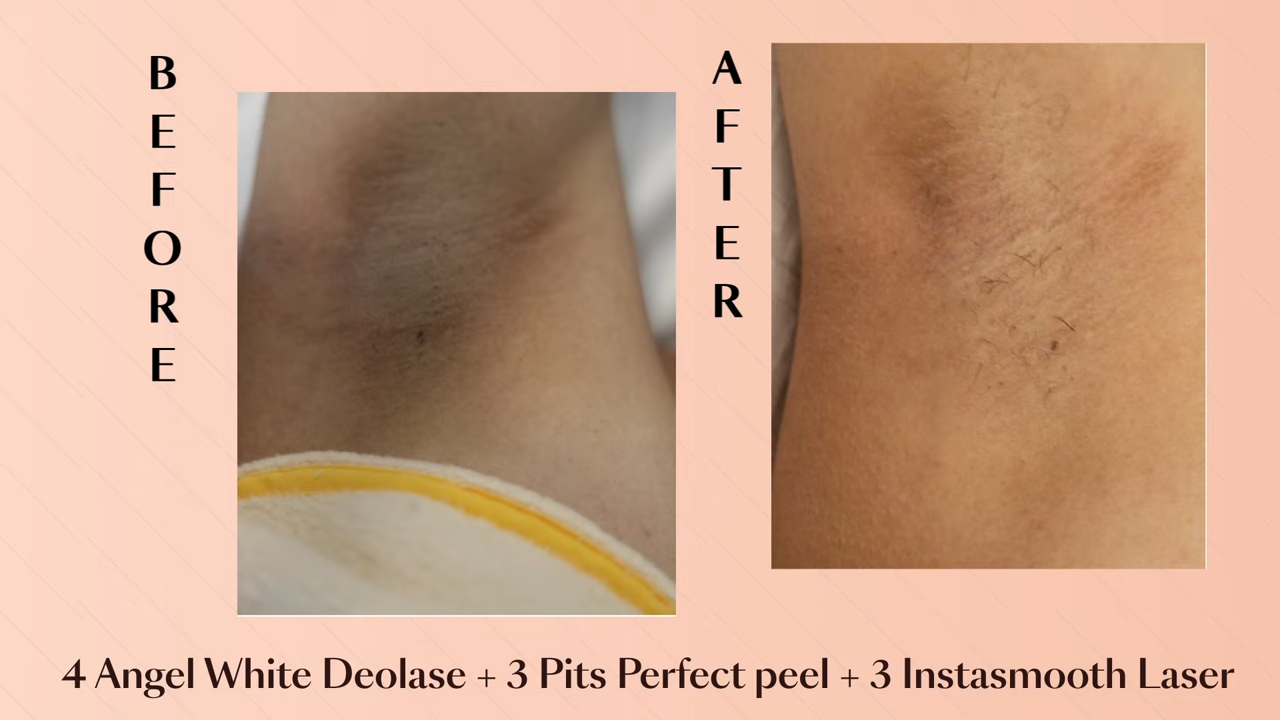 BEFORE
AFTER
4 Angel White Deolase + 3 Pits Perfect peel + 3 Instasmooth Laser